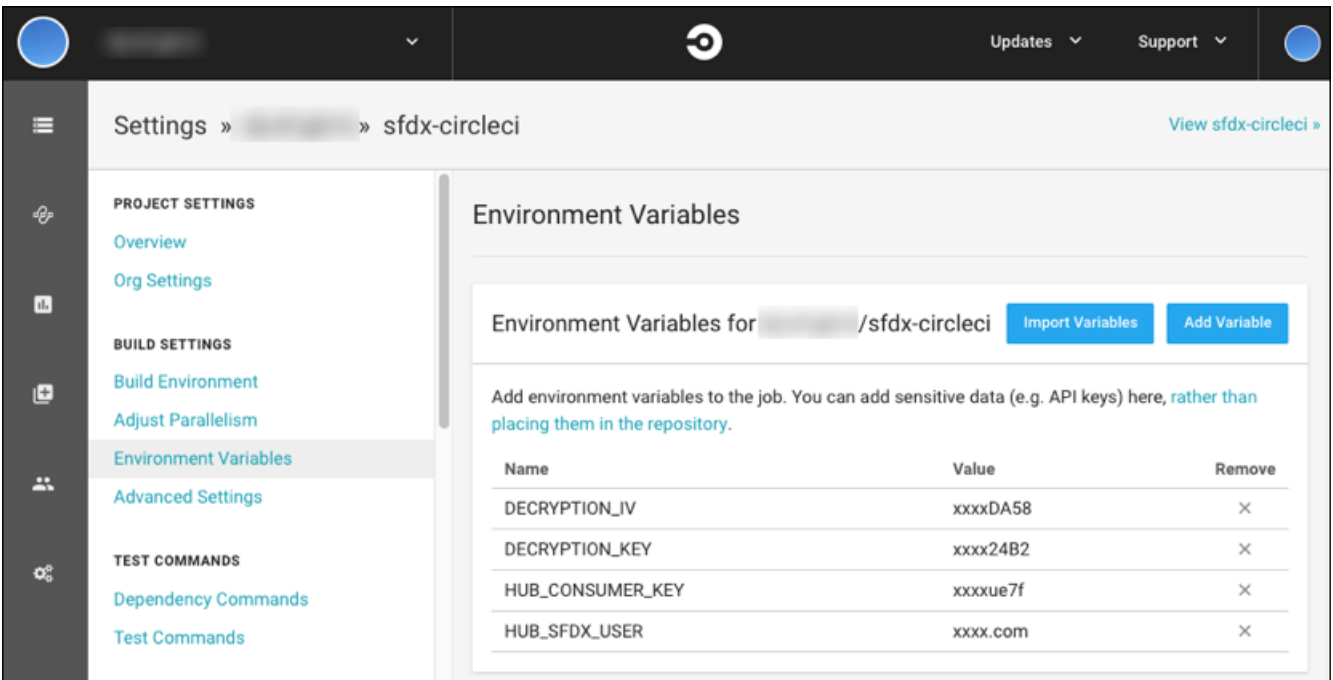 Updates Support
Settings » » sfdx-circleci View sfdx-circleci »
PROJECT SETTINGS
Overview
Org Settings
BUILD SETTINGS
Build Environment
Adjust Parallelism
Environment Variables
Advanced Settings
TEST COMMANDS
Dependency Commands
Test Commands
Environment Variables
Environment Variables for /sfdx-circleci Import Variables Add Variable
Add environment variables to the job. You can add sensitive data (e.g. API keys) here, rather than
placing them in the repository.
Name Value Remove
DECRYPTION_IV xxxxDA58 ×
DECRYPTION_KEY xxxx24B2 ×
HUB_CONSUMER_KEY xxxxue7f ×
HUB_SFDX_USER xxxx.com ×